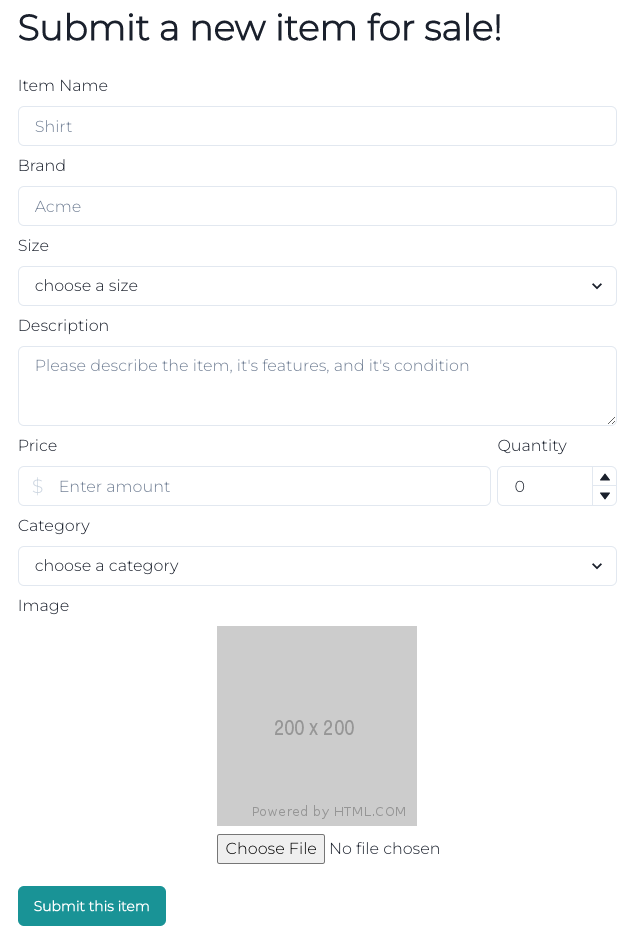 Submit a new item for sale!
Item Name
Shirt
Brand
Acme
Size
choose a size
Description
Please describe the item, it's features, and it's condition
Price Quantity
$ Enter amount 0
Category
choose a category
Image
200 x 200
Powered by HTML.COM
Choose File No file chosen
Submit this item